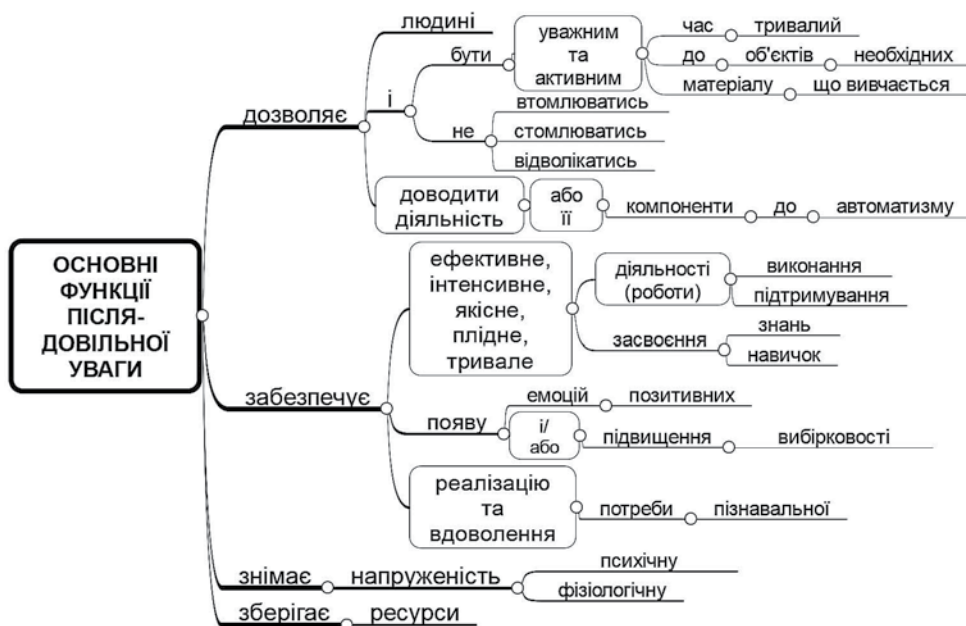 ОСНОВНІ
ФУНКЦІЇ
ПІСЛЯ-
ДОВІЛЬНОЇ
УВАГИ
дозволяє
людині
і
бути
уважним
та
активним
час
тривалий
до
об'єктів
необхідних
матеріалу
що вивчається
не
втомлюватись
стомлюватись
відволікатись
доводити
діяльність
або
її
компоненти
до
автоматизму
забезпечує
ефективне,
інтенсивне,
якісне,
плідне,
тривале
діяльності
(роботи)
виконання
підтримування
засвоєння
знань
навичок
появу
емоцій
позитивних
і/
або
підвищення
вибірковості
реалізацію
та
вдоволення
потреби
пізнавальної
знімає
напруженість
психічну
фізіологічну
зберігає
ресурси